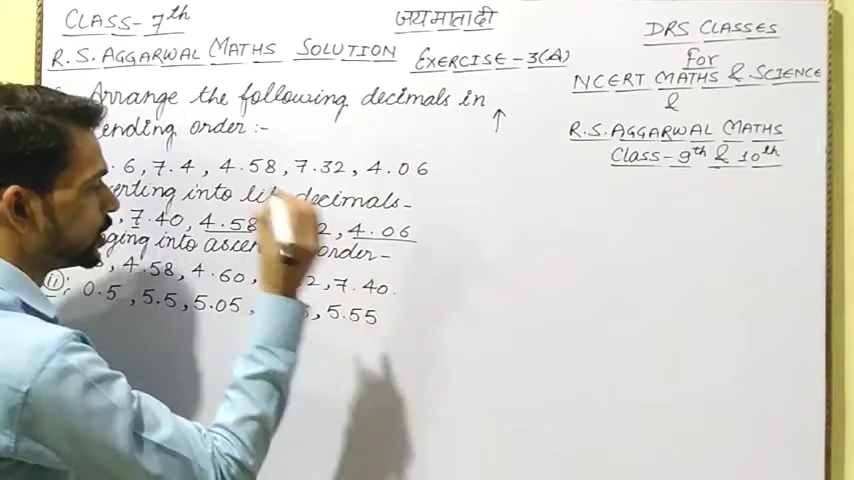 CLASS- 7th
जय माता दी
R.S. AGGARWAL MATHS SOLUTION EXERCISE-3(A)
Arrange the following decimals in
ending order :-
.6, 7.4, 4.58, 7.32, 4.06
erting into li decimals-
, 7.40, 4.58 2, 4.06
ging into asce order-
, 4.58, 4.60, 2, 7.40.
(ii): 0.5, 5.5, 5.05, , 5.55
DRS CLASSES
For
NCERT MATHS & SCIENCE
&
R.S. AGGARWAL MATHS
Class-9th & 10th